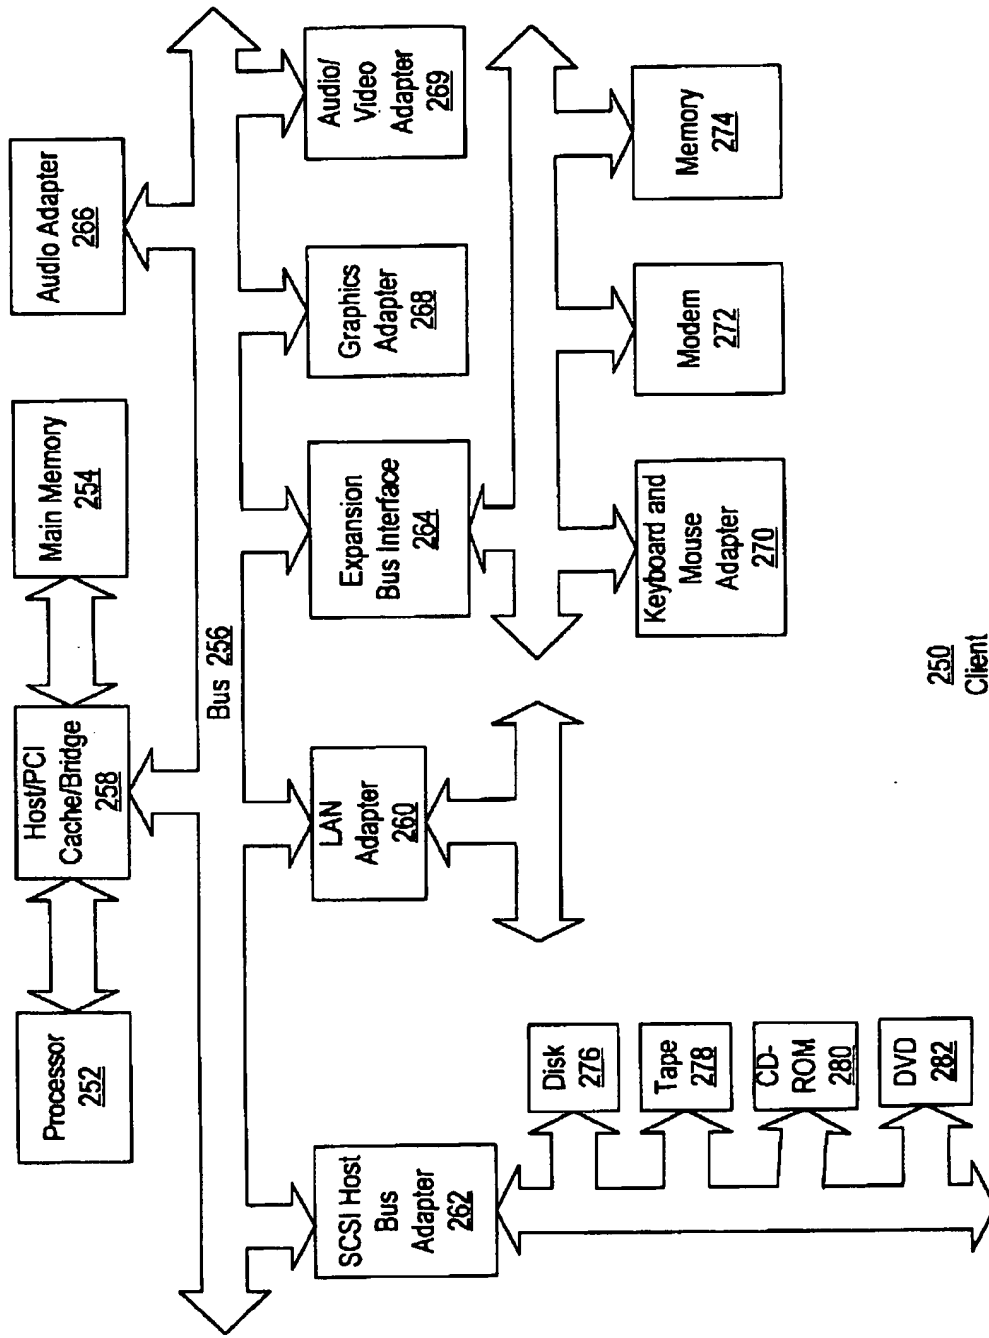 Processor
252
Host/PCI
Cache/Bridge
258
Main Memory
254
Audio Adapter
266
Bus 256
SCSI Host
Bus
Adapter
262
LAN
Adapter
260
Expansion
Bus Interface
264
Graphics
Adapter
268
Audio/
Video
Adapter
269
Disk
276
Tape
278
CD-
ROM
280
DVD
282
Keyboard and
Mouse
Adapter
270
Modem
272
Memory
274
250
Client